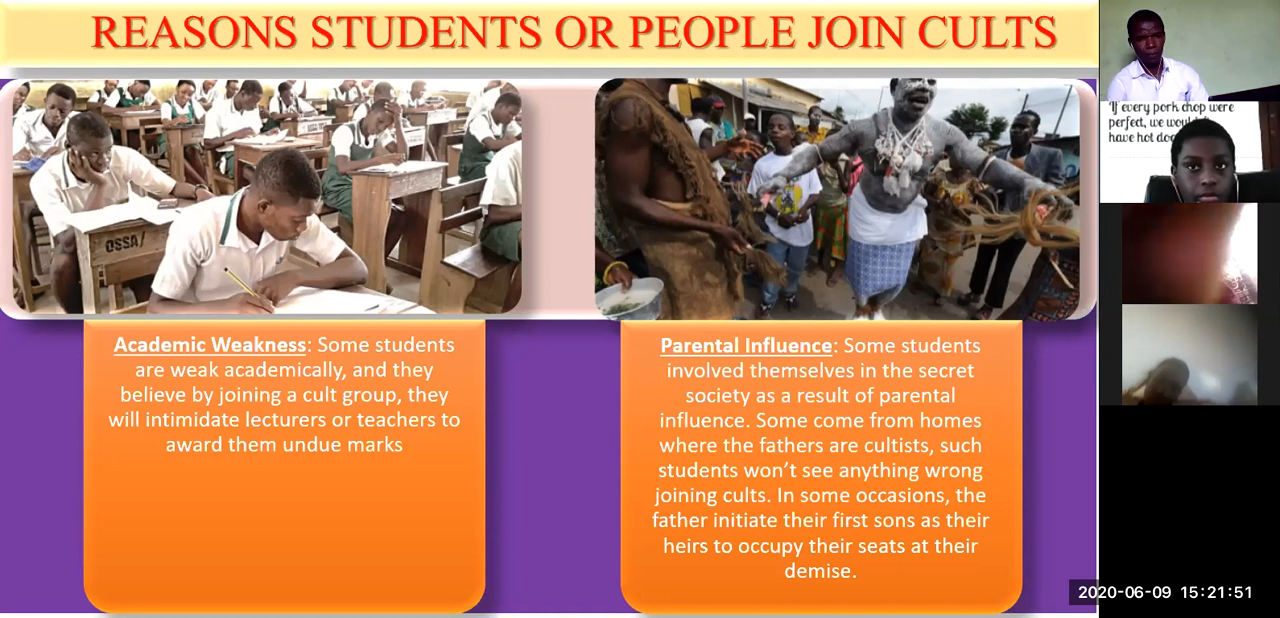 REASONS STUDENTS OR PEOPLE JOIN CULTS
OSSA/
Academic Weakness: Some students
are weak academically, and they
believe by joining a cult group, they
will intimidate lecturers or teachers to
award them undue marks
Parental Influence: Some students
involved themselves in the secret
society as a result of parental
influence. Some come from homes
where the fathers are cultists, such
students won't see anything wrong
joining cults. In some occasions, the
father initiate their first sons as their
heirs to occupy their seats at their
demise.
"If every pork chop were
perfect, we
have hot
2020-06-09 15:21:51